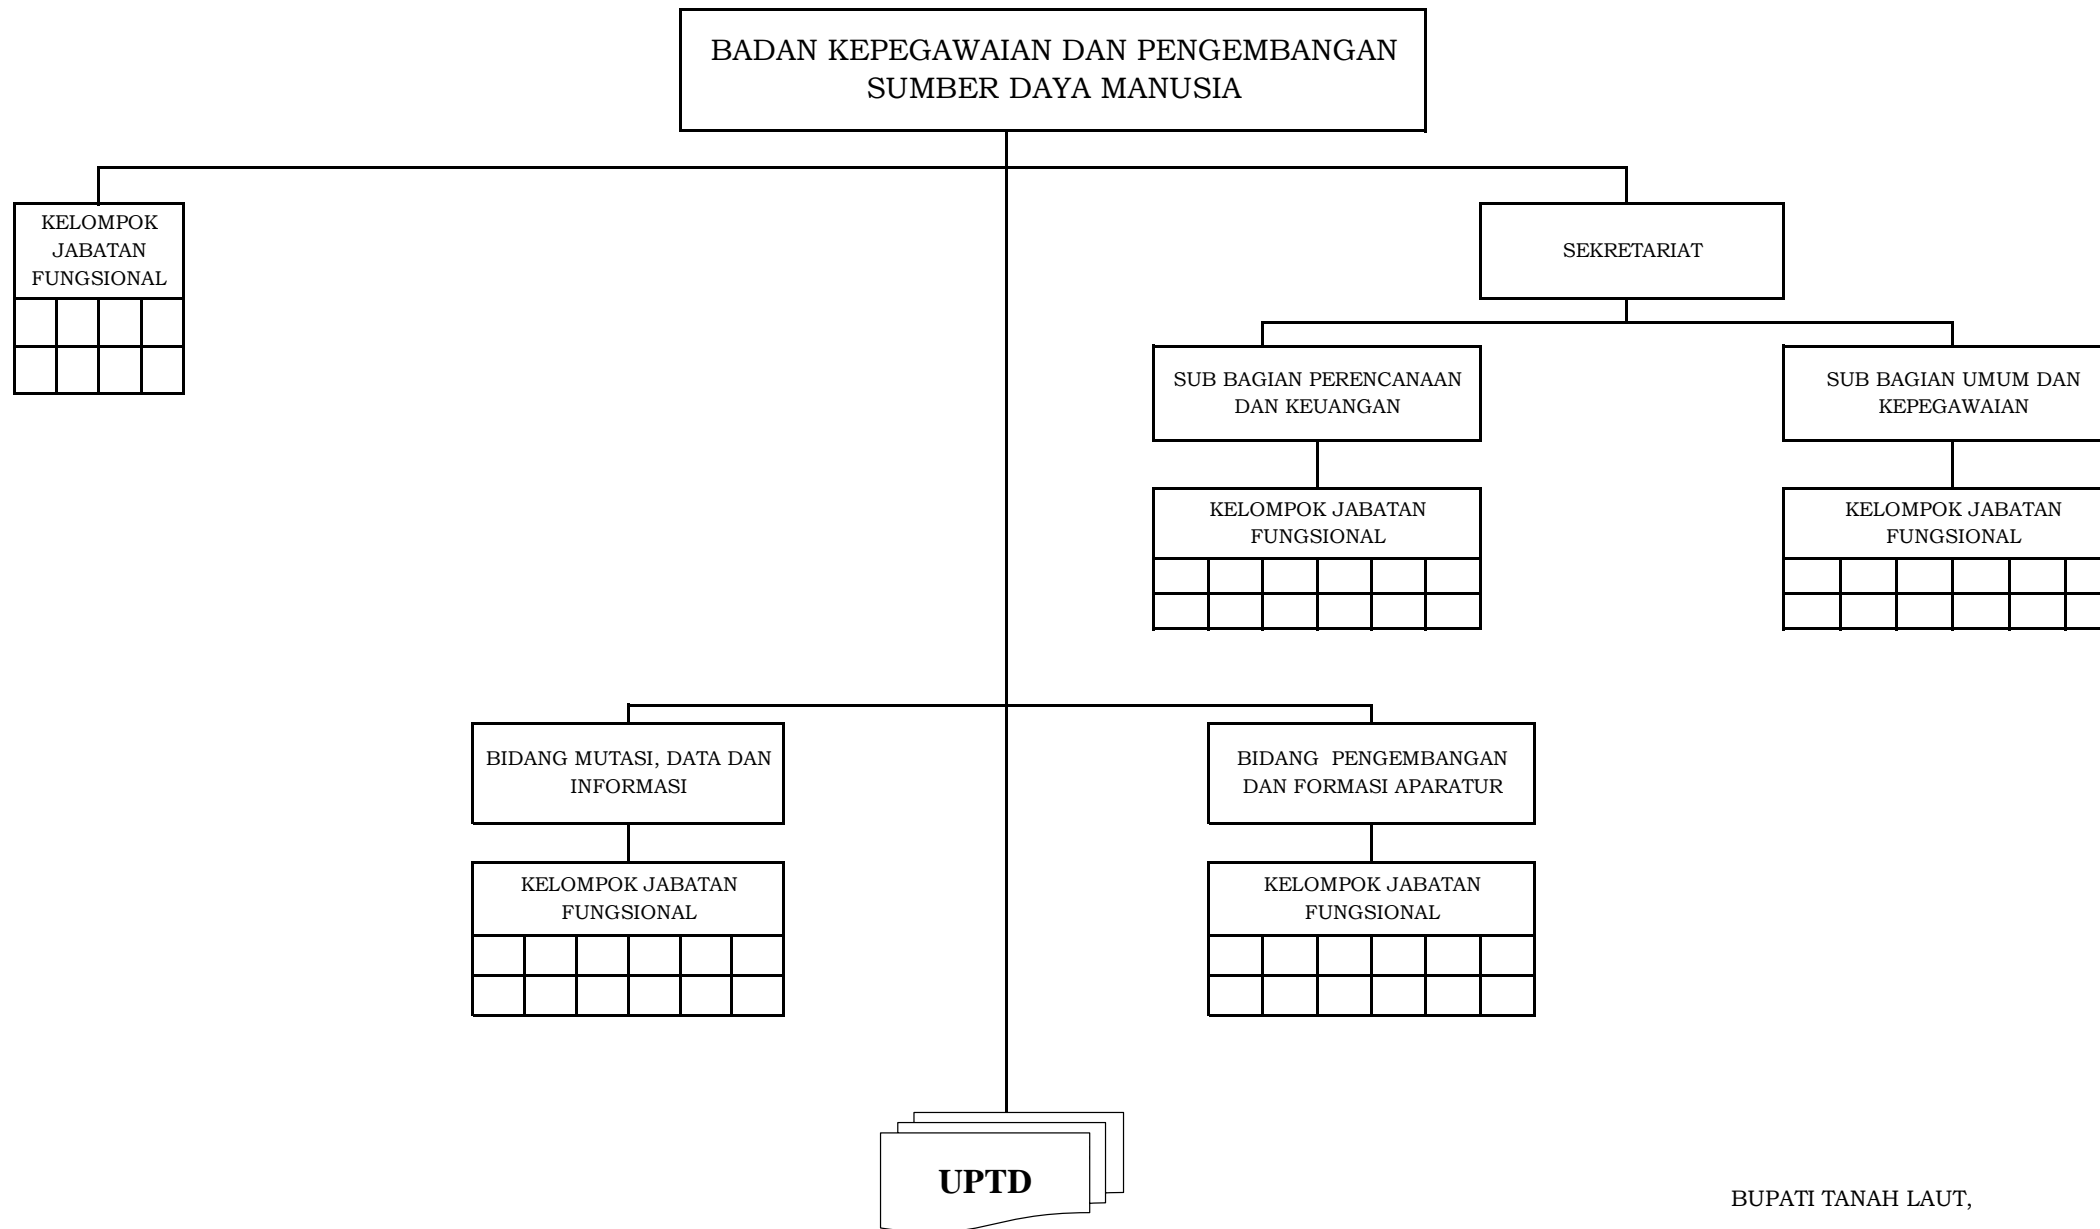 BADAN KEPEGAWAIAN DAN PENGEMBANGAN
SUMBER DAYA MANUSIA
KELOMPOK
JABATAN
FUNGSIONAL
SEKRETARIAT
SUB BAGIAN PERENCANAAN
DAN KEUANGAN
SUB BAGIAN UMUM DAN
KEPEGAWAIAN
KELOMPOK JABATAN
FUNGSIONAL
KELOMPOK JABATAN
FUNGSIONAL
BIDANG MUTASI, DATA DAN
INFORMASI
BIDANG PENGEMBANGAN
DAN FORMASI APARATUR
KELOMPOK JABATAN
FUNGSIONAL
KELOMPOK JABATAN
FUNGSIONAL
UPTD
BUPATI TANAH LAUT,